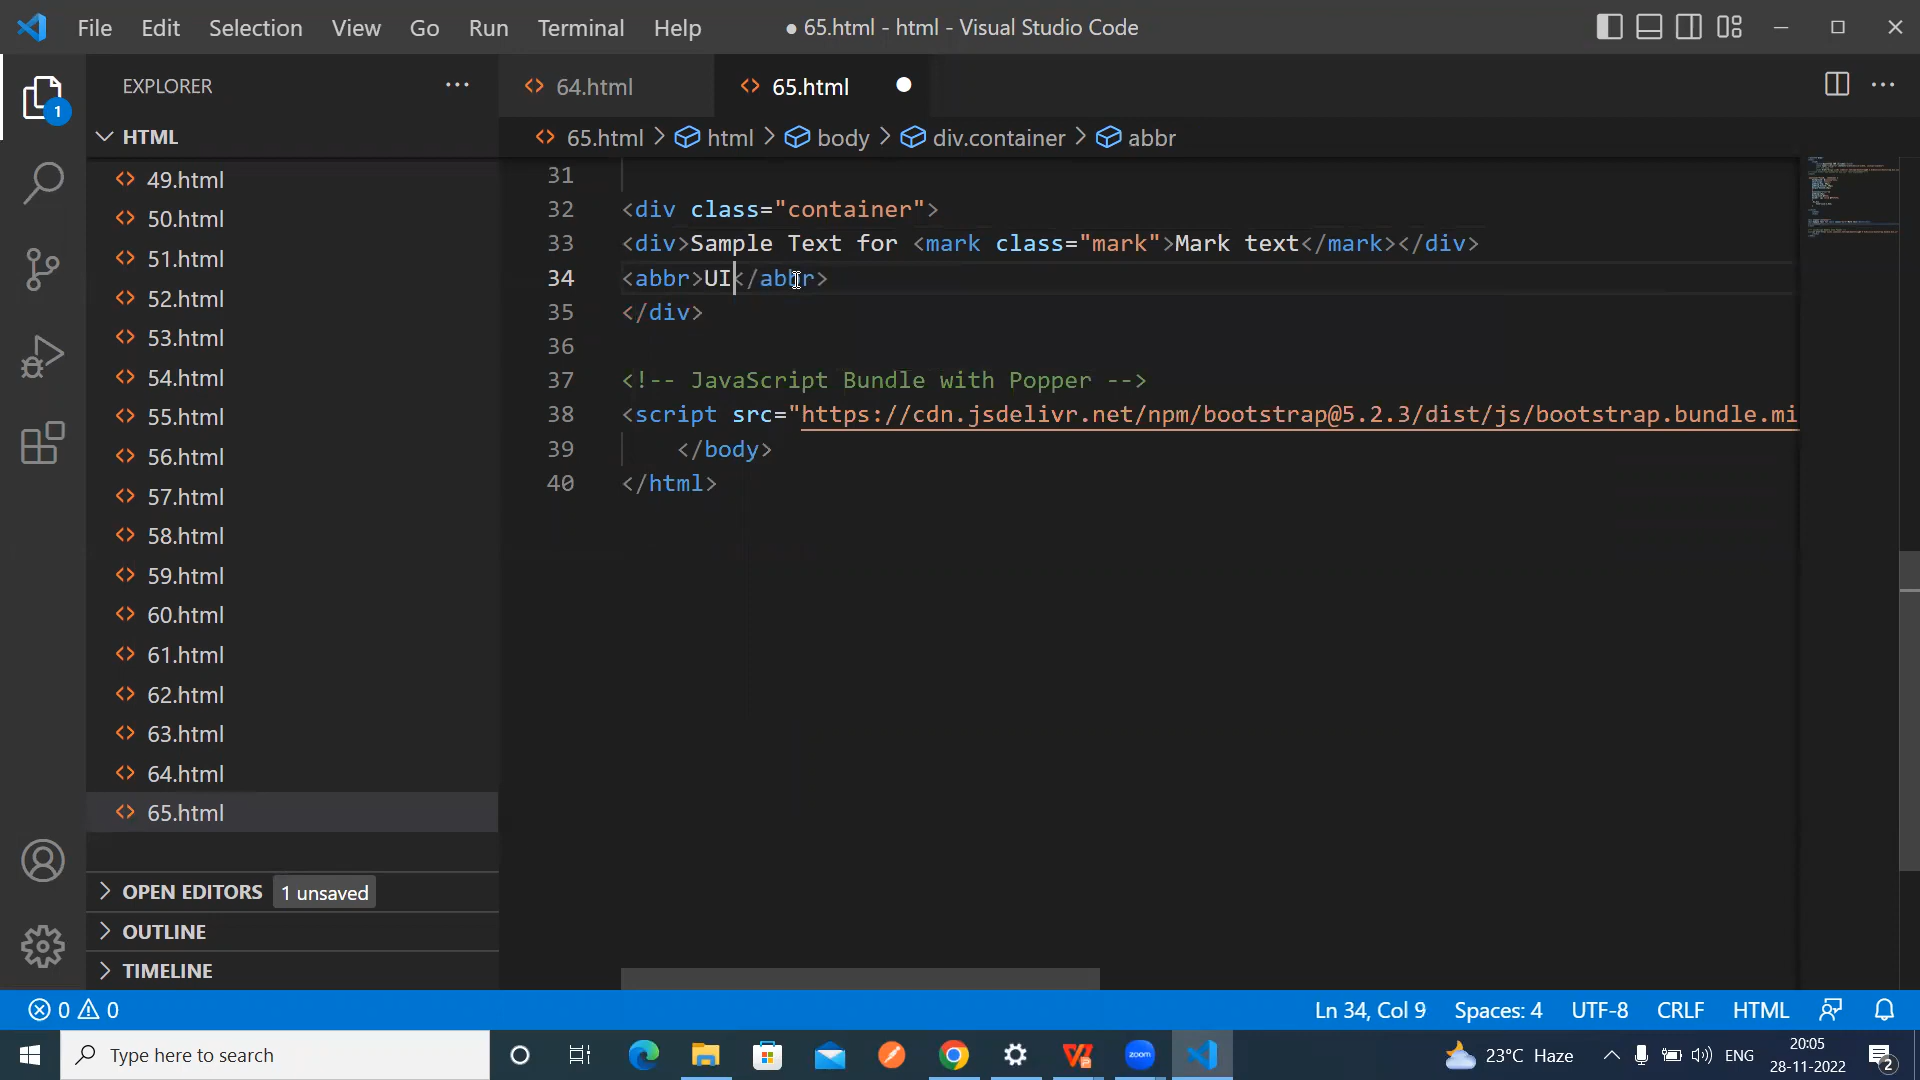 File Edit Selection View Go Run Terminal Help ● 65.html - html - Visual Studio Code
EXPLORER
64.html
65.html
1
HTML
65.html > html > body > div.container > abbr
49.html
50.html
51.html
52.html
53.html
54.html
55.html
56.html
57.html
58.html
59.html
60.html
61.html
62.html
63.html
64.html
65.html
31
32 <div class="container">
33 <div>Sample Text for <mark class="mark">Mark text</mark></div>
34 <abbr>UI</abbr>
35 </div>
36
37 <!-- JavaScript Bundle with Popper -->
38 <script src="https://cdn.jsdelivr.net/npm/bootstrap@5.2.3/dist/js/bootstrap.bundle.mi
39 </body>
40 </html>
OPEN EDITORS 1 unsaved
OUTLINE
TIMELINE
0 0 Ln 34, Col 9 Spaces: 4 UTF-8 CRLF HTML
Type here to search
zoom
23°C Haze
ENG
20:05
28-11-2022
2